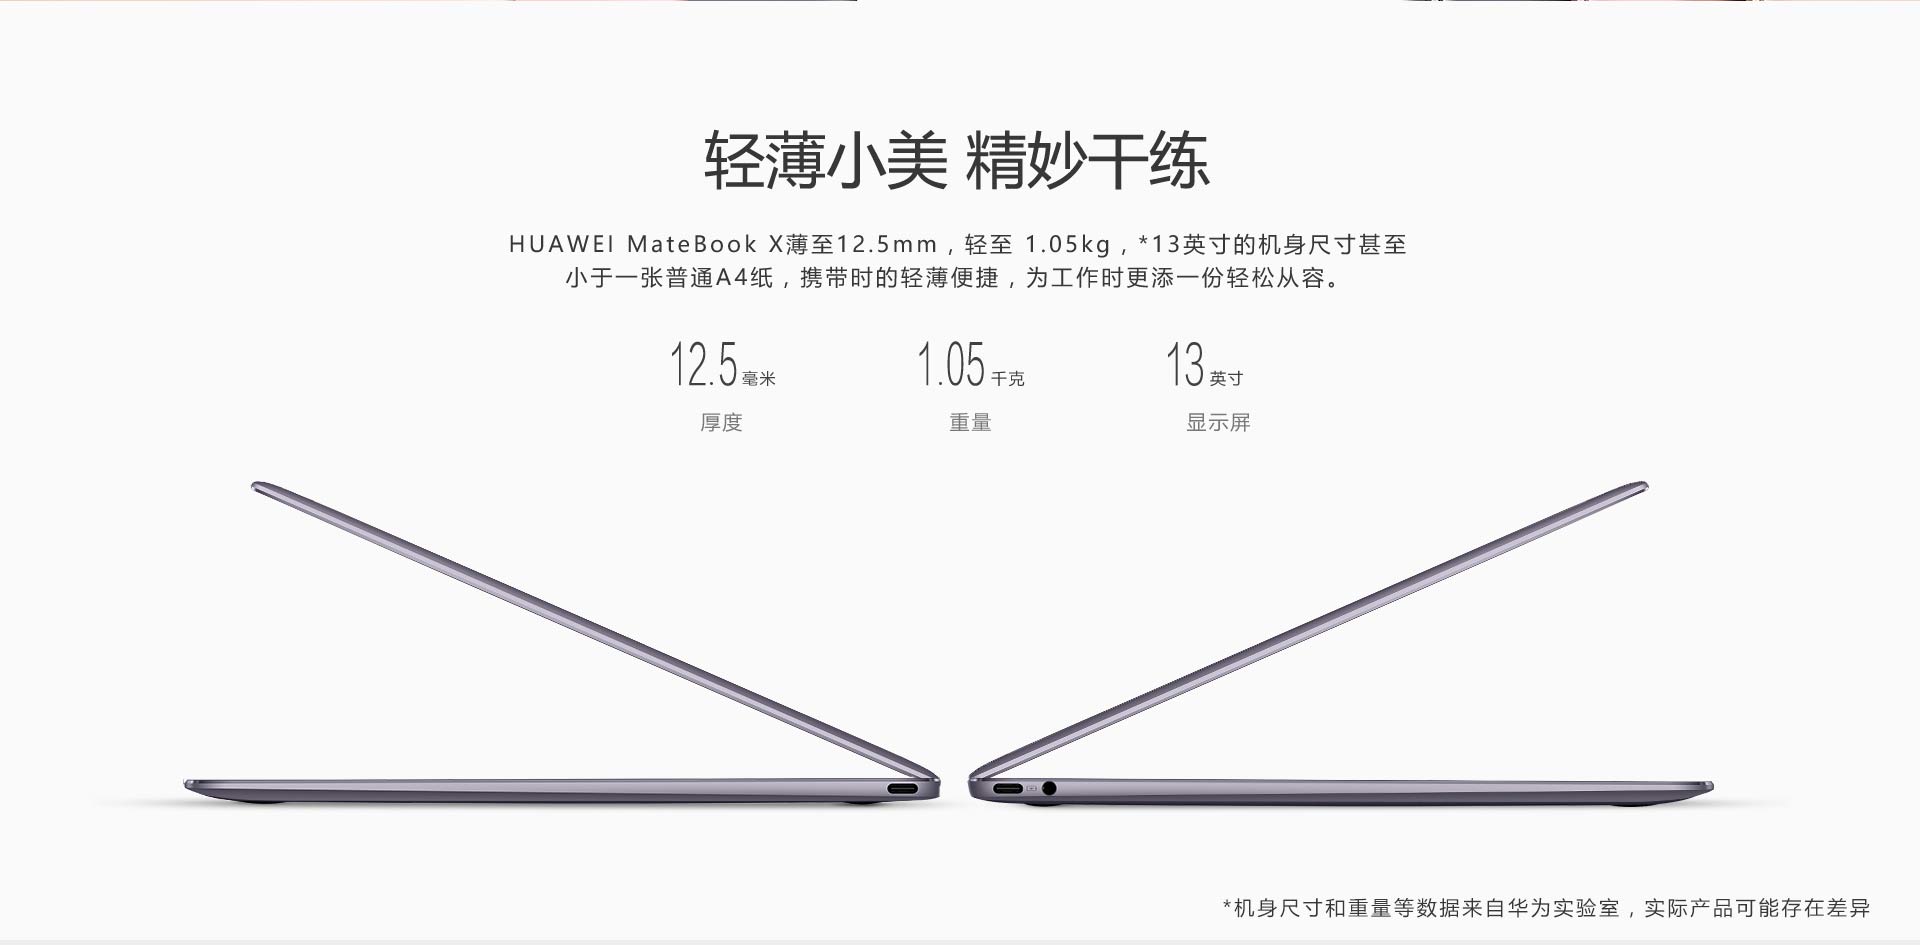 轻薄小美 精妙干练
HUAWEI MateBook X薄至12.5mm，轻至 1.05kg，*13英寸的机身尺寸甚至
小于一张普通A4纸，携带时的轻薄便捷，为工作时更添一份轻松从容。
12.5毫米 1.05千克 13英寸
厚度 重量 显示屏
*机身尺寸和重量等数据来自华为实验室，实际产品可能存在差异